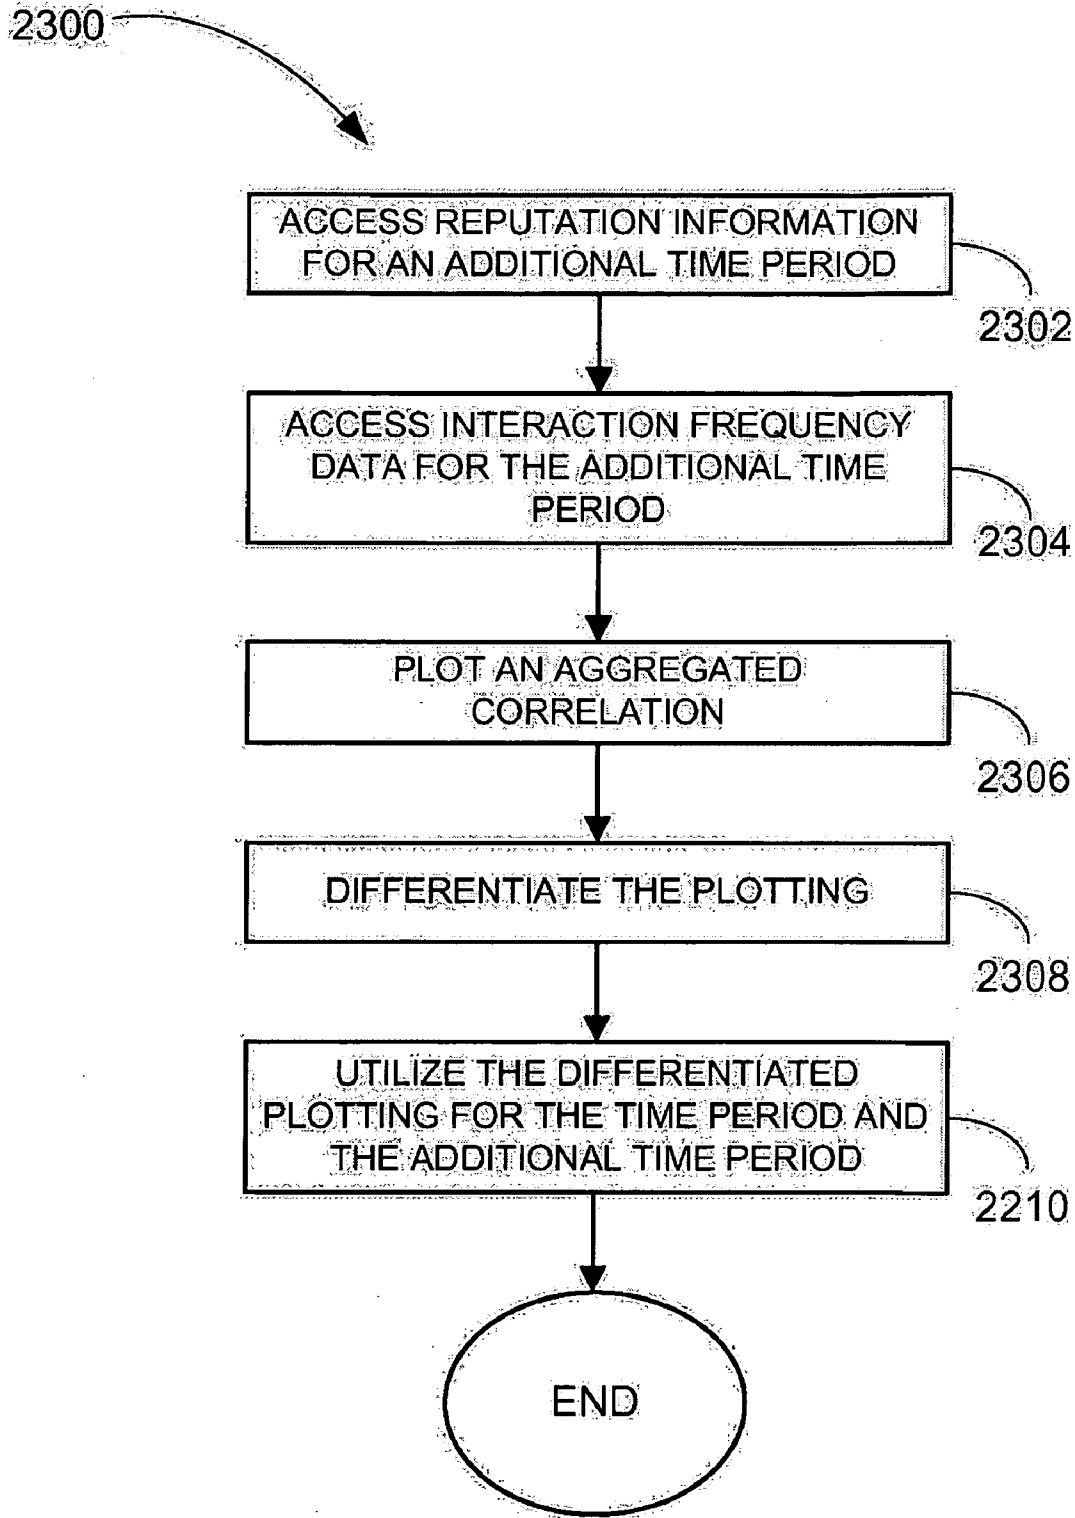 2300
ACCESS REPUTATION INFORMATION
FOR AN ADDITIONAL TIME PERIOD
2302
ACCESS INTERACTION FREQUENCY
DATA FOR THE ADDITIONAL TIME
PERIOD
2304
PLOT AN AGGREGATED
CORRELATION
2306
DIFFERENTIATE THE PLOTTING
2308
UTILIZE THE DIFFERENTIATED
PLOTTING FOR THE TIME PERIOD AND
THE ADDITIONAL TIME PERIOD
2210
END